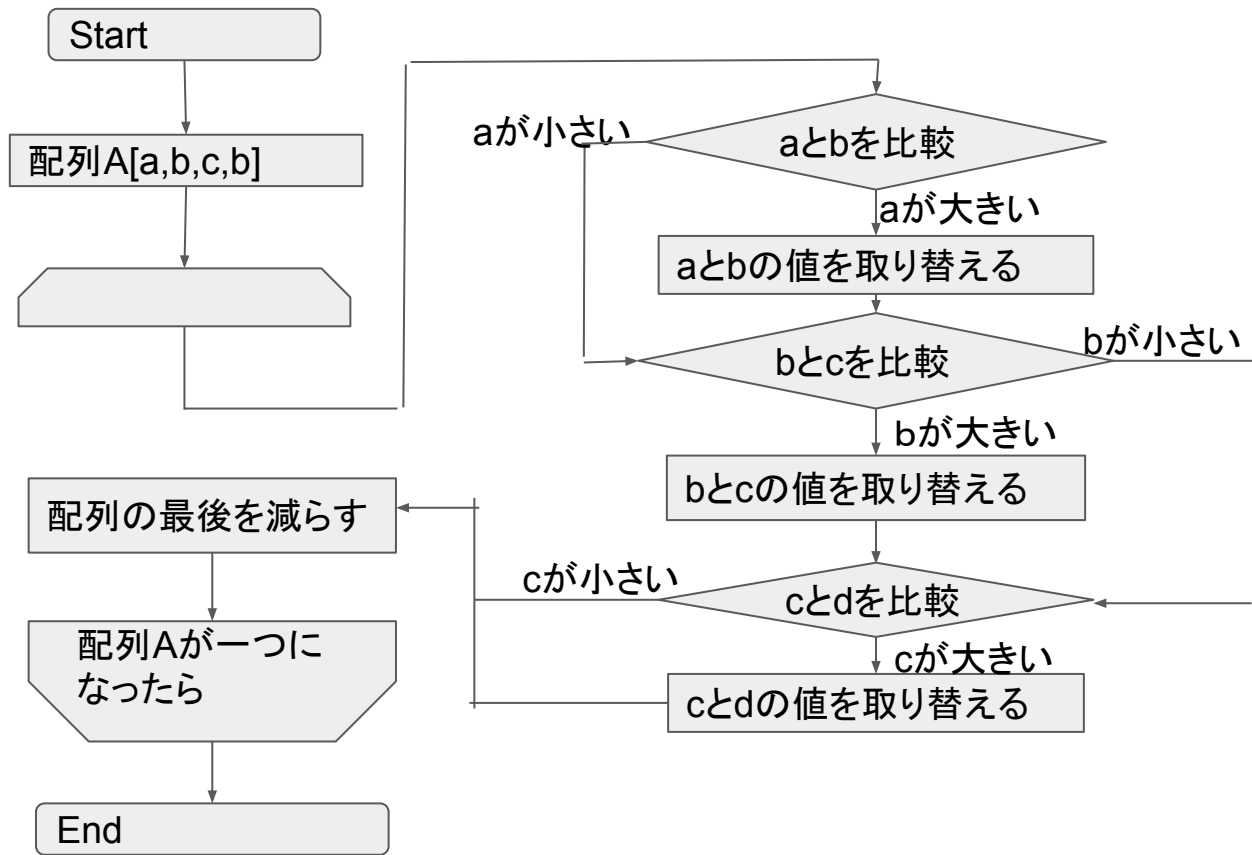 Start
配列A[a,b,c,b]
aとbを比較
aが小さい
aが大きい
aとbの値を取り替える
bとcを比較
bが小さい
ｂが大きい
bとcの値を取り替える
cとdを比較
cが小さい
cが大きい
cとdの値を取り替える
配列の最後を減らす
配列Aが一つに
なったら
End